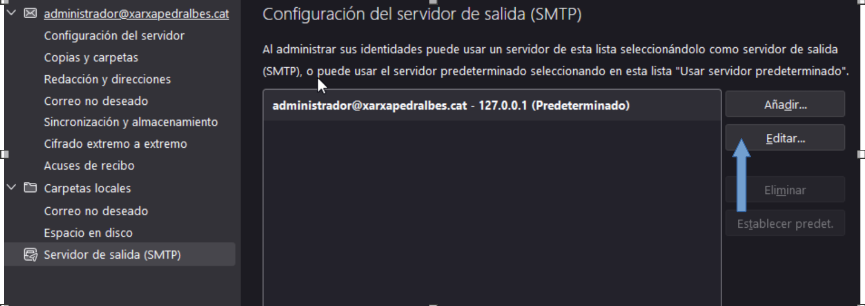 administrador@xarxapedralbes.cat
Configuración del servidor
Copias y carpetas
Redacción y direcciones
Correo no deseado
Sincronización y almacenamiento
Cifrado extremo a extremo
Acuses de recibo
Carpetas locales
Correo no deseado
Espacio en disco
Servidor de salida (SMTP)
Configuración del servidor de salida (SMTP)
Al administrar sus identidades puede usar un servidor de esta lista seleccionándolo como servidor de salida
(SMTP), o puede usar el servidor predeterminado seleccionando en esta lista "Usar servidor predeterminado".
administrador@xarxapedralbes.cat - 127.0.0.1 (Predeterminado)
Añadir...
Editar...
Eliminar
Establecer predet.